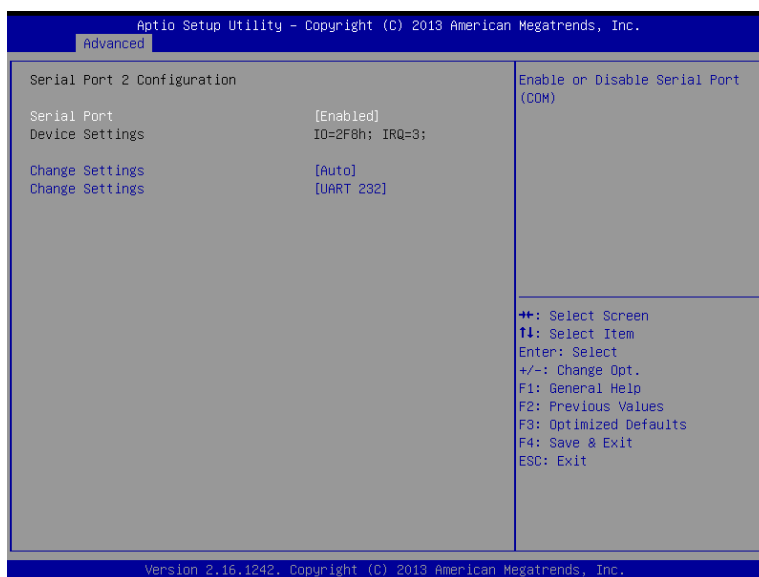 Aptio Setup Utility – Copyright (C) 2013 American Megatrends, Inc.
Advanced
Serial Port 2 Configuration
Serial Port [Enabled]
Device Settings IO=2F8h; IRQ=3;
Change Settings [Auto]
Change Settings [UART 232]
Enable or Disable Serial Port
(COM)
→←: Select Screen
↑↓: Select Item
Enter: Select
+/-: Change Opt.
F1: General Help
F2: Previous Values
F3: Optimized Defaults
F4: Save & Exit
ESC: Exit
Version 2.16.1242. Copyright (C) 2013 American Megatrends, Inc.